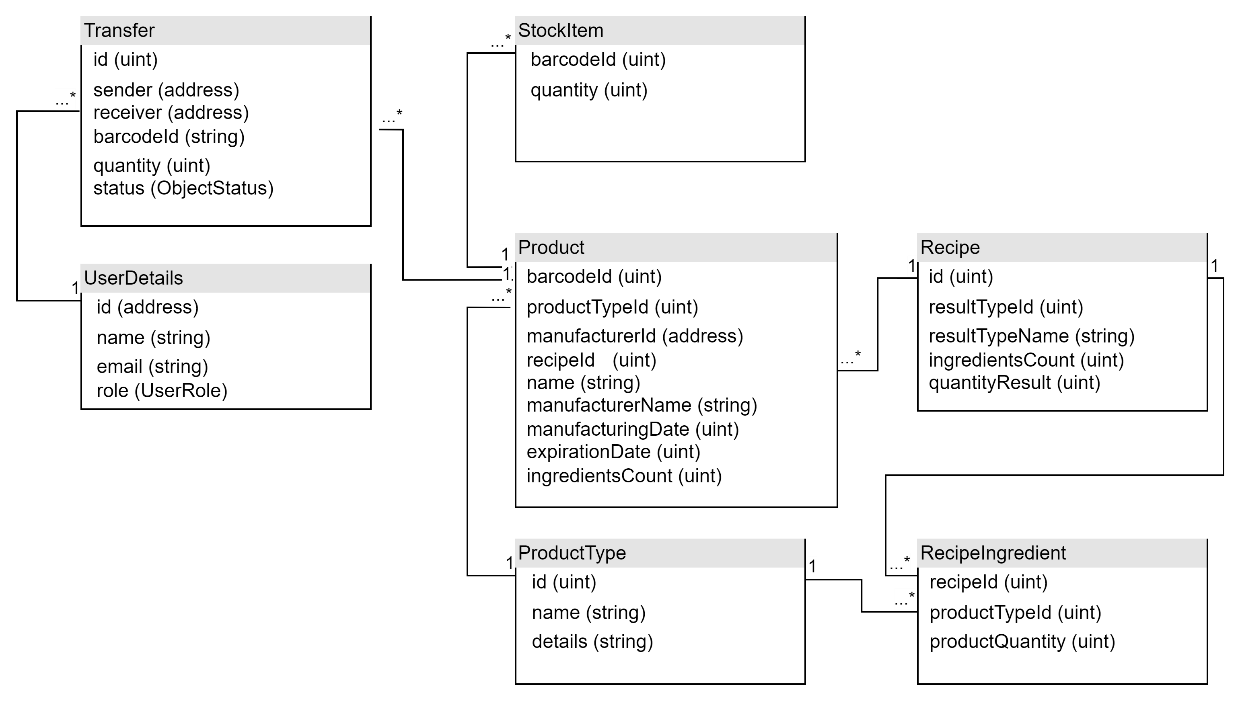 Transfer
id (uint)
sender (address)
receiver (address)
barcodeId (string)
quantity (uint)
status (ObjectStatus)
...*
...*
UserDetails
1
id (address)
name (string)
email (string)
role (UserRole)
StockItem
...*
barcodeId (uint)
quantity (uint)
Product
1
1.
...*
barcodeId (uint)
productTypeId (uint)
manufacturerId (address)
recipeId (uint)
name (string)
manufacturerName (string)
manufacturingDate (uint)
expirationDate (uint)
ingredientsCount (uint)
...*
Recipe
1
1
id (uint)
resultTypeId (uint)
resultTypeName (string)
ingredientsCount (uint)
quantityResult (uint)
ProductType
1
1
id (uint)
name (string)
details (string)
RecipeIngredient
...*
...*
recipeId (uint)
productTypeId (uint)
productQuantity (uint)